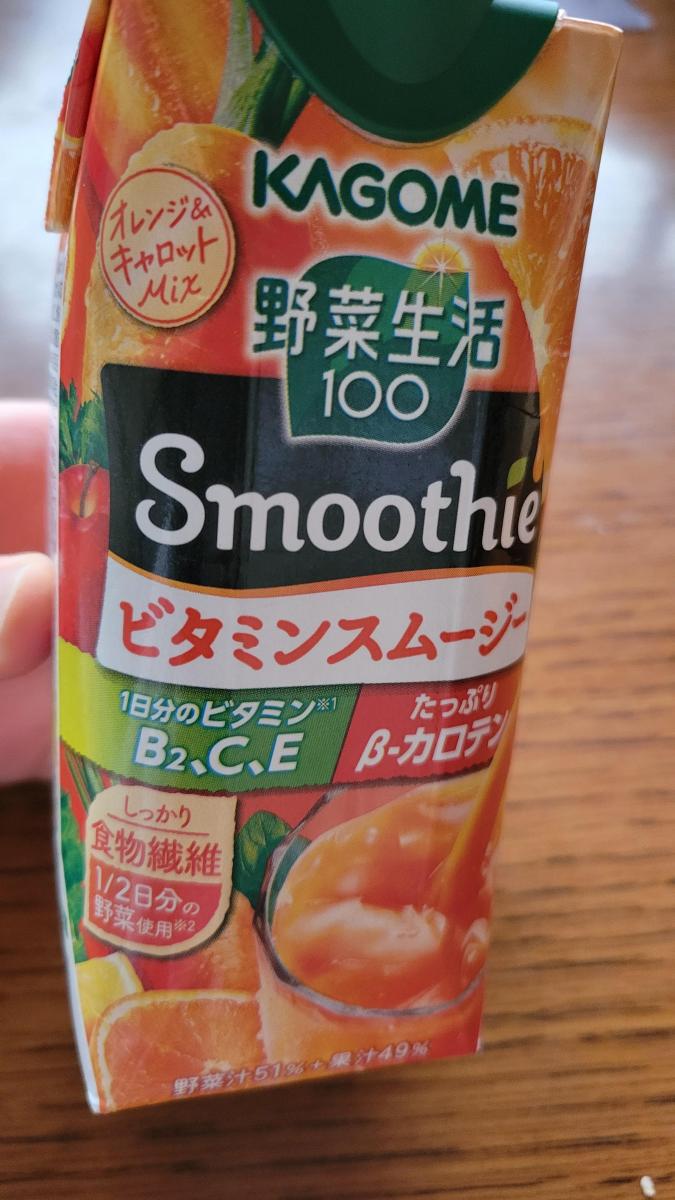 KAGOME
オレンジ&
キャロット
Mix
野菜生活
100
Smoothie
ビタミンスムージー
1日分のビタミン※1
B2、C、E
たっぷり
β-カロテン
しっかり
食物繊維
1/2日分の
野菜使用※2
野菜汁51%+果汁49%